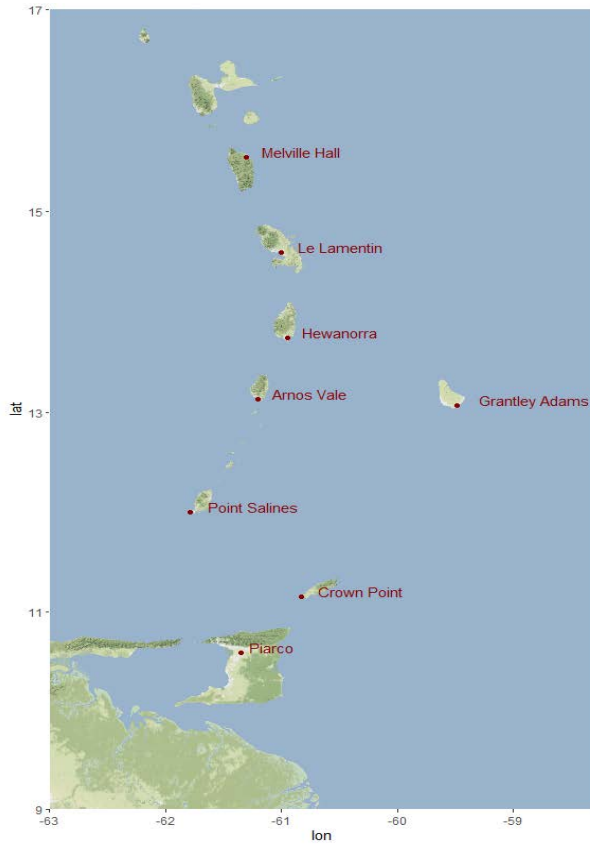 17
Melville Hall
15
Le Lamentin
Hewanorra
Arnos Vale
Grantley Adams
13
lat
Point Salines
Crown Point
11
Piarco
9
-63
-62
-61
-60
-59
lon